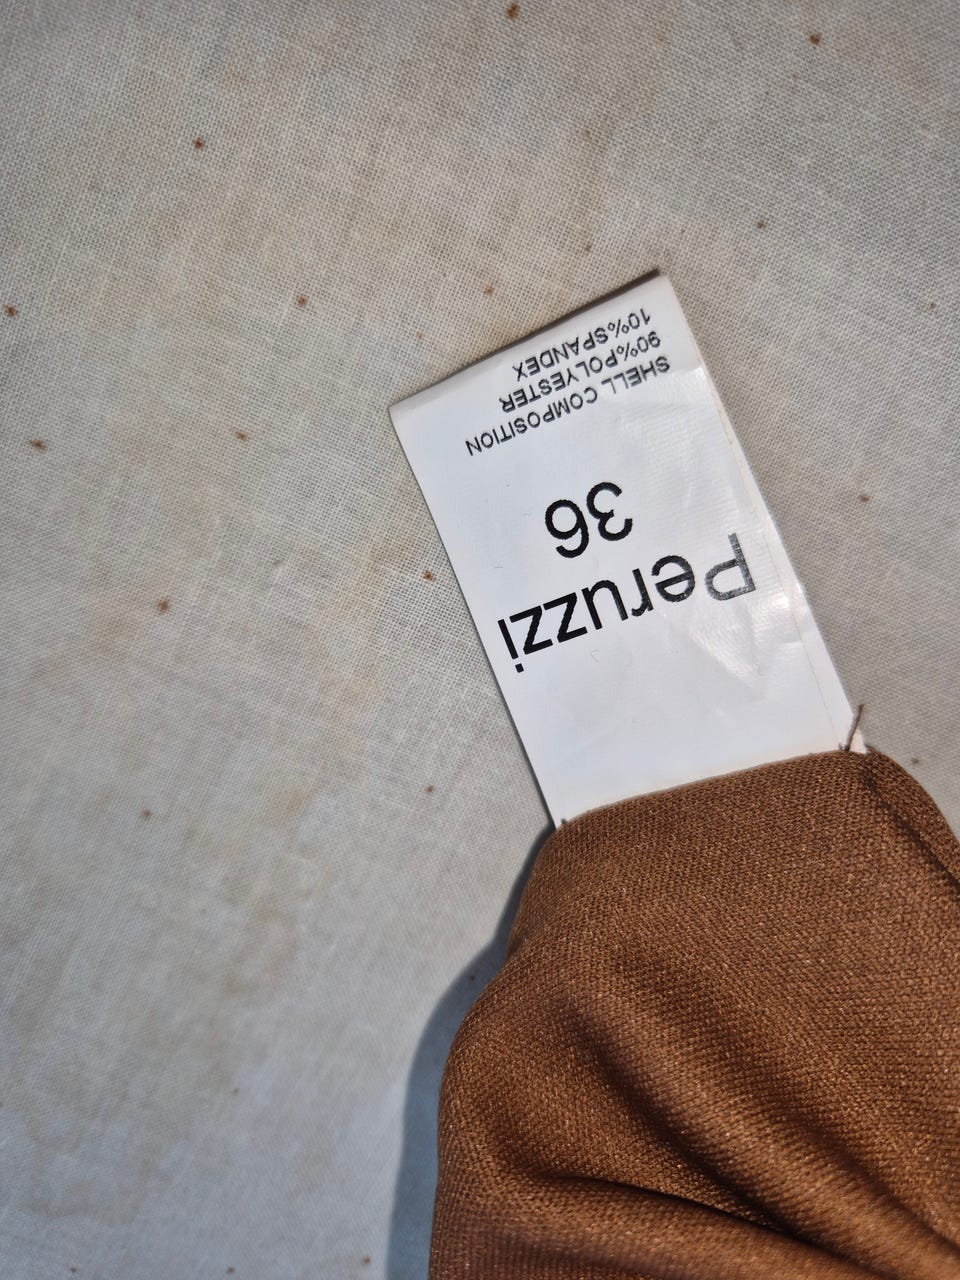 Peruzzi
36
SHELL COMPOSITION
90%POLYESTER
10%SPANDEX